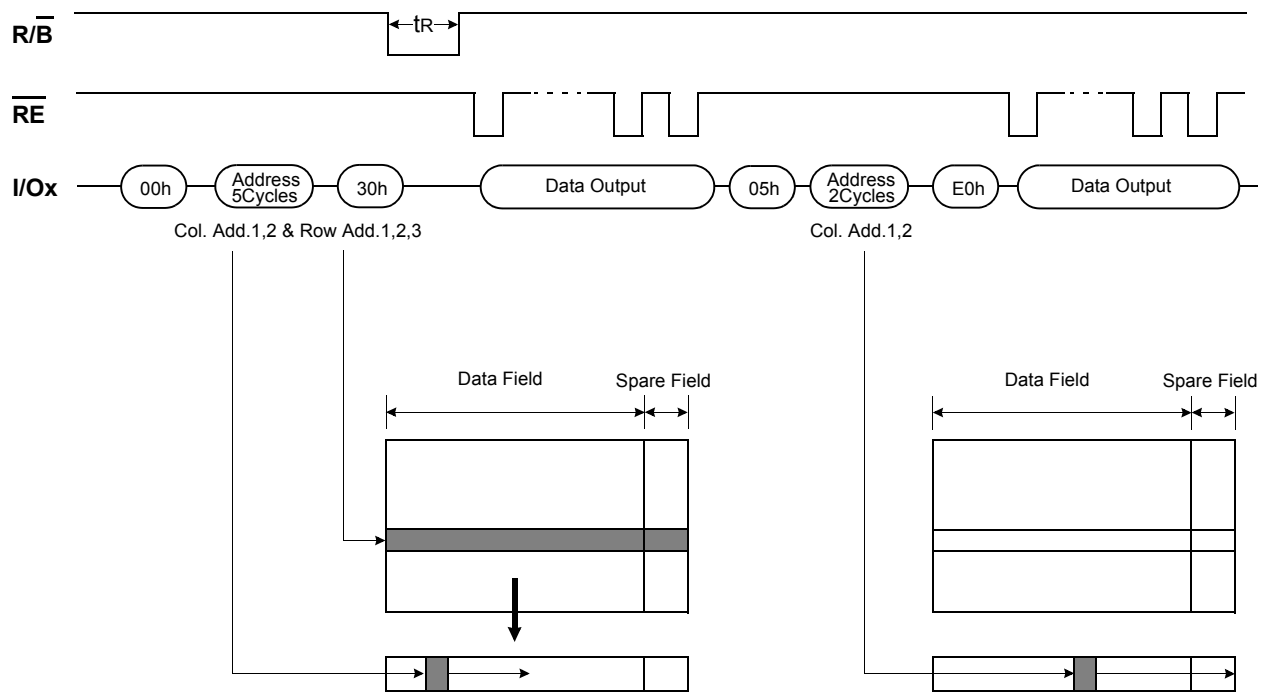 R/B
tR
RE
I/Ox
00h
Address
5Cycles
30h
Data Output
05h
Address
2Cycles
E0h
Data Output
Col. Add.1,2 & Row Add.1,2,3
Col. Add.1,2
Data Field
Spare Field
Data Field
Spare Field